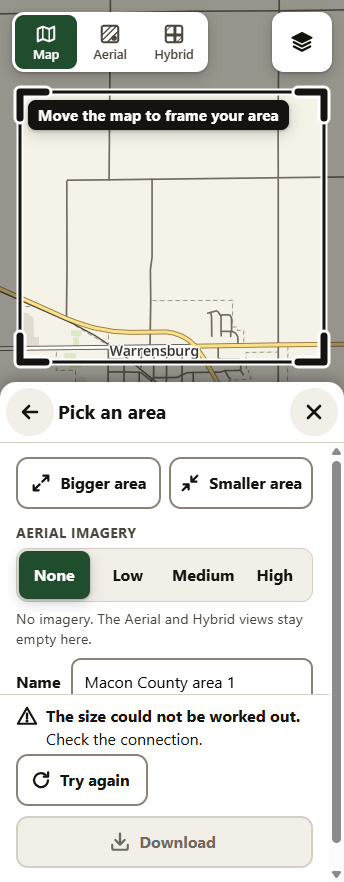 Map
Aerial
Hybrid
Move the map to frame your area
Warrensburg
Pick an area
Bigger area
Smaller area
AERIAL IMAGERY
None
Low
Medium
High
No imagery. The Aerial and Hybrid views stay
empty here.
Name
Macon County area 1
The size could not be worked out.
Check the connection.
Try again
Download